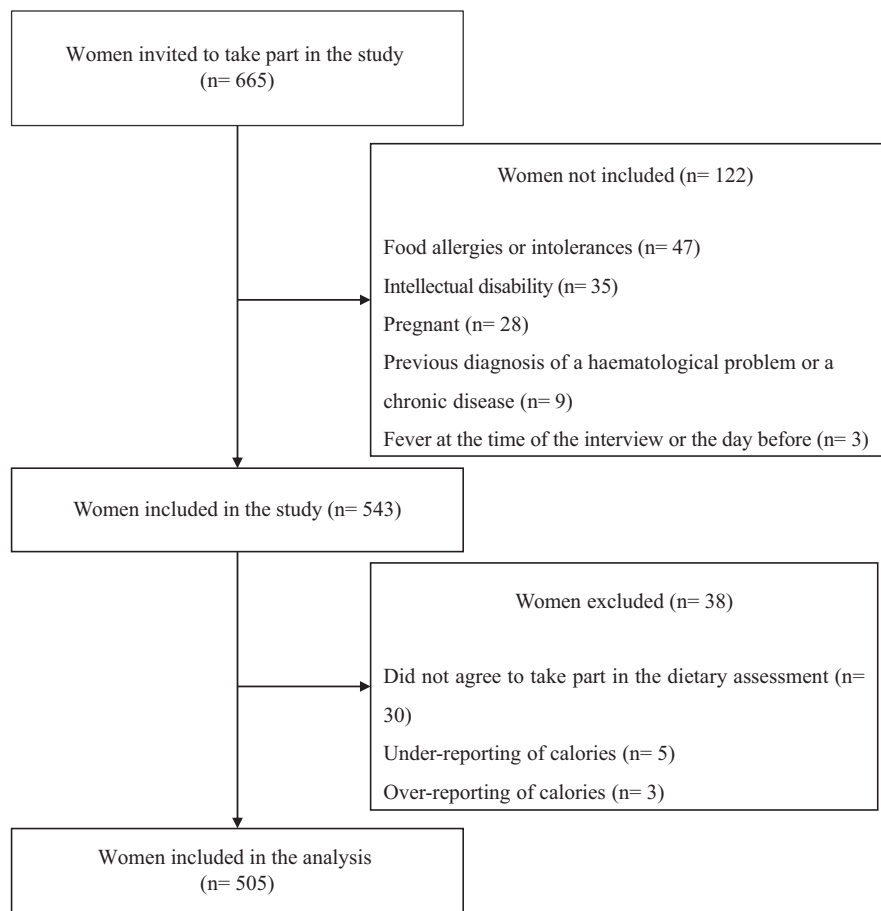 Women invited to take part in the study
(n= 665)
Women not included (n= 122)
Food allergies or intolerances (n= 47)
Intellectual disability (n= 35)
Pregnant (n= 28)
Previous diagnosis of a haematological problem or a
chronic disease (n= 9)
Fever at the time of the interview or the day before (n= 3)
Women included in the study (n= 543)
Women excluded (n= 38)
Did not agree to take part in the dietary assessment (n=
30)
Under-reporting of calories (n= 5)
Over-reporting of calories (n= 3)
Women included in the analysis
(n= 505)